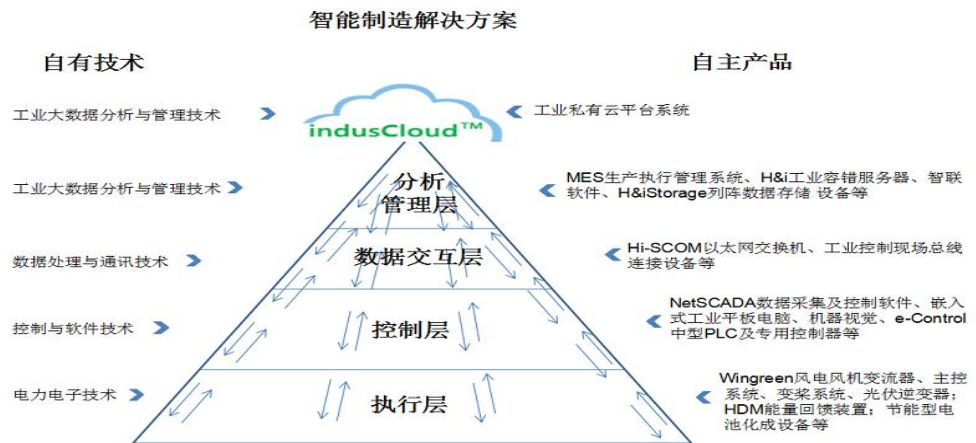 智能制造解决方案
自有技术
自主产品
工业大数据分析与管理技术
indusCloud™
工业私有云平台系统
工业大数据分析与管理技术
分析
管理层
MES生产执行管理系统、H&i工业容错服务器、智联
软件、H&iStorage列阵数据存储 设备等
数据处理与通讯技术
数据交互层
Hi-SCOM以太网交换机、工业控制现场总线
连接设备等
控制与软件技术
控制层
NetSCADA数据采集及控制软件、嵌入
式工业平板电脑、机器视觉、e-Control
中型PLC及专用控制器等
电力电子技术
执行层
Wingreen风电风机变流器、主控
系统、变桨系统、光伏逆变器；
HDM能量回馈装置；节能型电
池化成设备等